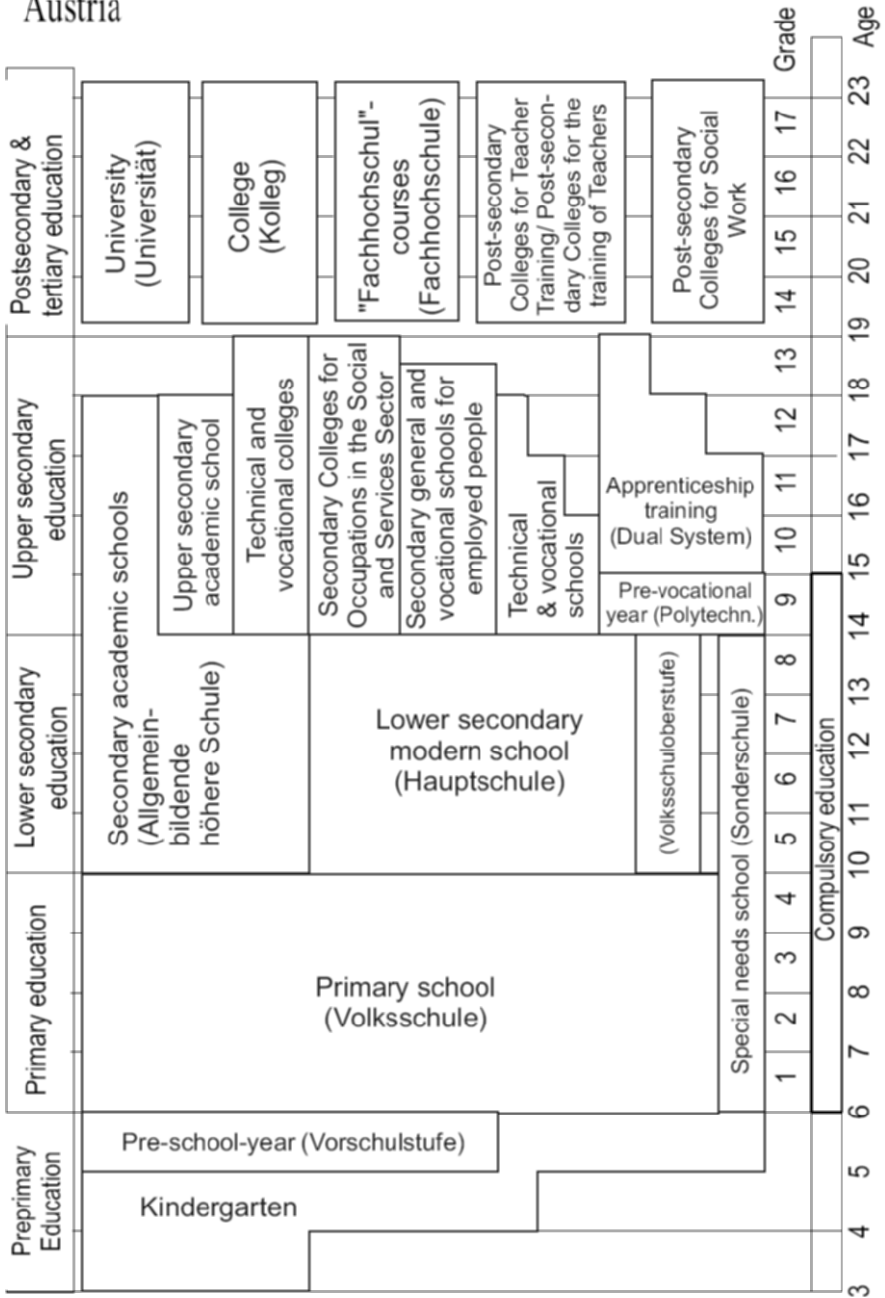 Austria
Postsecondary &
tertiary education
University
(Universität)
College
(Kolleg)
"Fachhochschul"-
courses
(Fachhochschule)
Post-secondary
Colleges for Teacher
Training/ Post-secon-
dary Colleges for the
training of Teachers
Post-secondary
Colleges for Social
Work
Upper secondary
education
Upper secondary
academic school
Technical and
vocational colleges
Secondary Colleges for
Occupations in the Social
and Services Sector
Secondary general and
vocational schools for
employed people
Technical
& vocational
schools
Apprenticeship
training
(Dual System)
Pre-vocational
year (Polytechn.)
Lower secondary
education
Secondary academic schools
(Allgemein-
bildende
höhere Schule)
Lower secondary
modern school
(Hauptschule)
(Volksschuloberstufe)
Special needs school (Sonderschule)
Primary education
Primary school
(Volksschule)
Preprimary
Education
Pre-school-year (Vorschulstufe)
Kindergarten
Grade
17
16
15
14
13
12
11
10
9
8
7
6
5
4
3
2
1
Compulsory education
Age
23
22
21
20
19
18
17
16
15
14
13
12
11
10
9
8
7
6
5
4
3